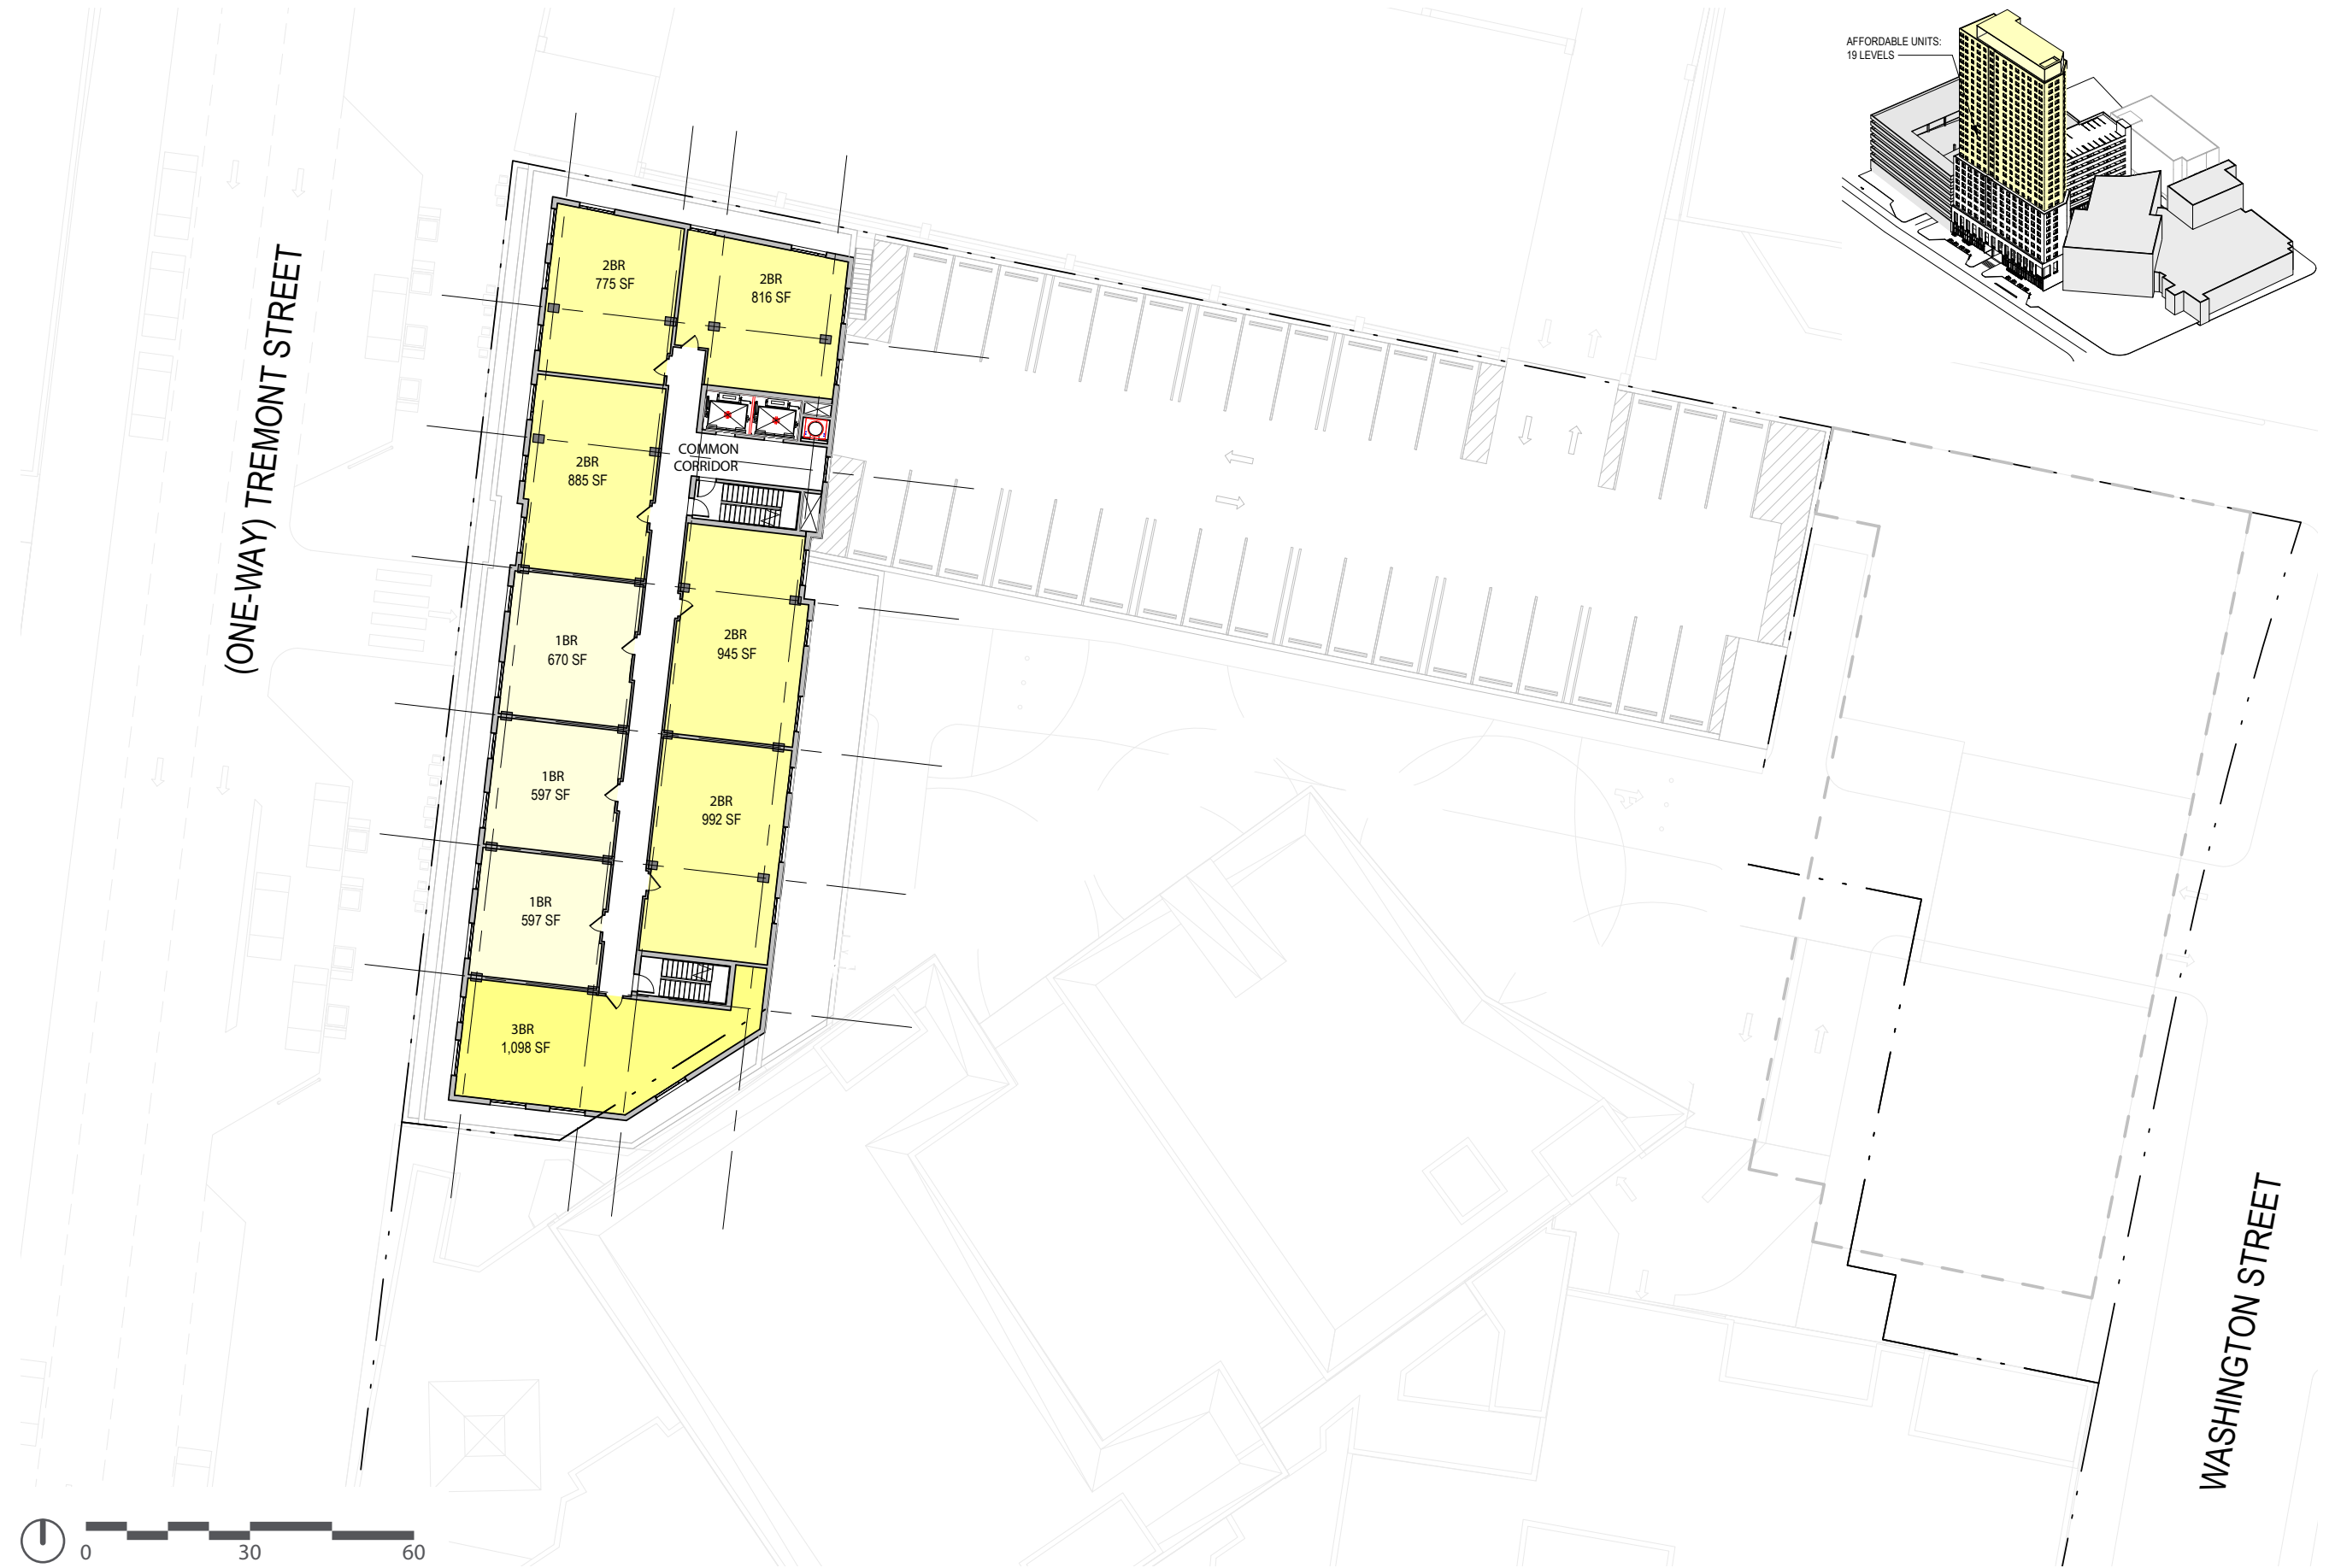 AFFORDABLE UNITS:
19 LEVELS
(ONE-WAY) TREMONT STREET
2BR
775 SF
2BR
816 SF
COMMON
CORRIDOR
2BR
885 SF
1BR
670 SF
2BR
945 SF
1BR
597 SF
2BR
992 SF
1BR
597 SF
3BR
1,098 SF
WASHINGTON STREET
0
30
60